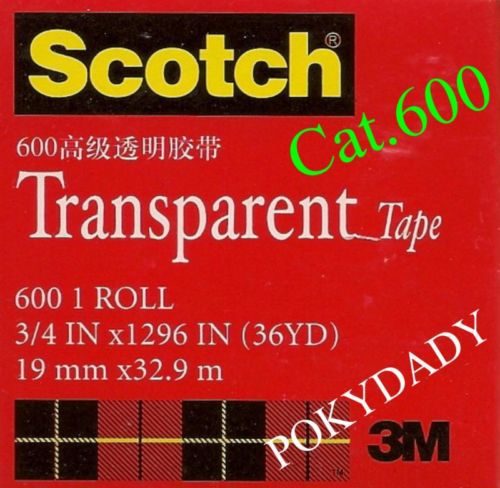 Scotch®
Cat.600
600高级透明胶带
Transparent Tape
600 1 ROLL
3/4 IN x1296 IN (36YD)
19 mm x32.9 m
POKYDADY
TM
3M